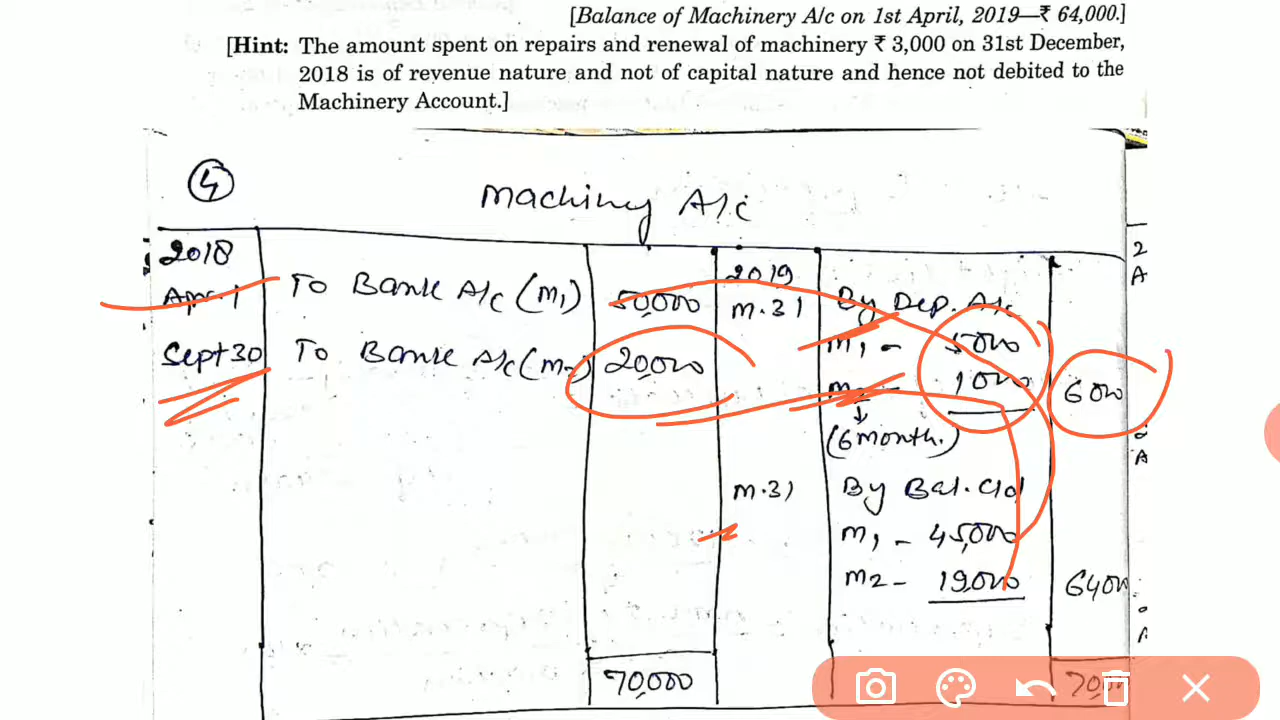 [Balance of Machinery A/c on 1st April, 2019—₹ 64,000.]
[Hint: The amount spent on repairs and renewal of machinery ₹ 3,000 on 31st December,
2018 is of revenue nature and not of capital nature and hence not debited to the
Machinery Account.]
4
Machiny A/c
2018
Apr.1 To Bank A/c (m1) 50,000
Sept 30 To Bank A/c (m2) 20,000
70,000
2019
m.31 By Dep. A/c
m1 - 5000
m2 - 1000 6000
(6 month.)
m.31 By Bal. c/d
m1 - 45,000
m2 - 19,000 6400
700
2
A
A